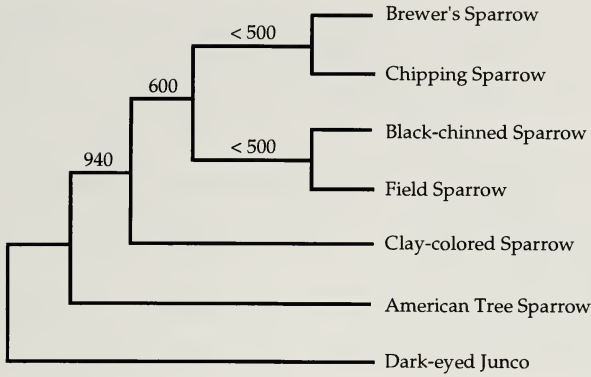 Brewer's Sparrow
< 500
Chipping Sparrow
600
Black-chinned Sparrow
< 500
940
Field Sparrow
Clay-colored Sparrow
American Tree Sparrow
Dark-eyed Junco